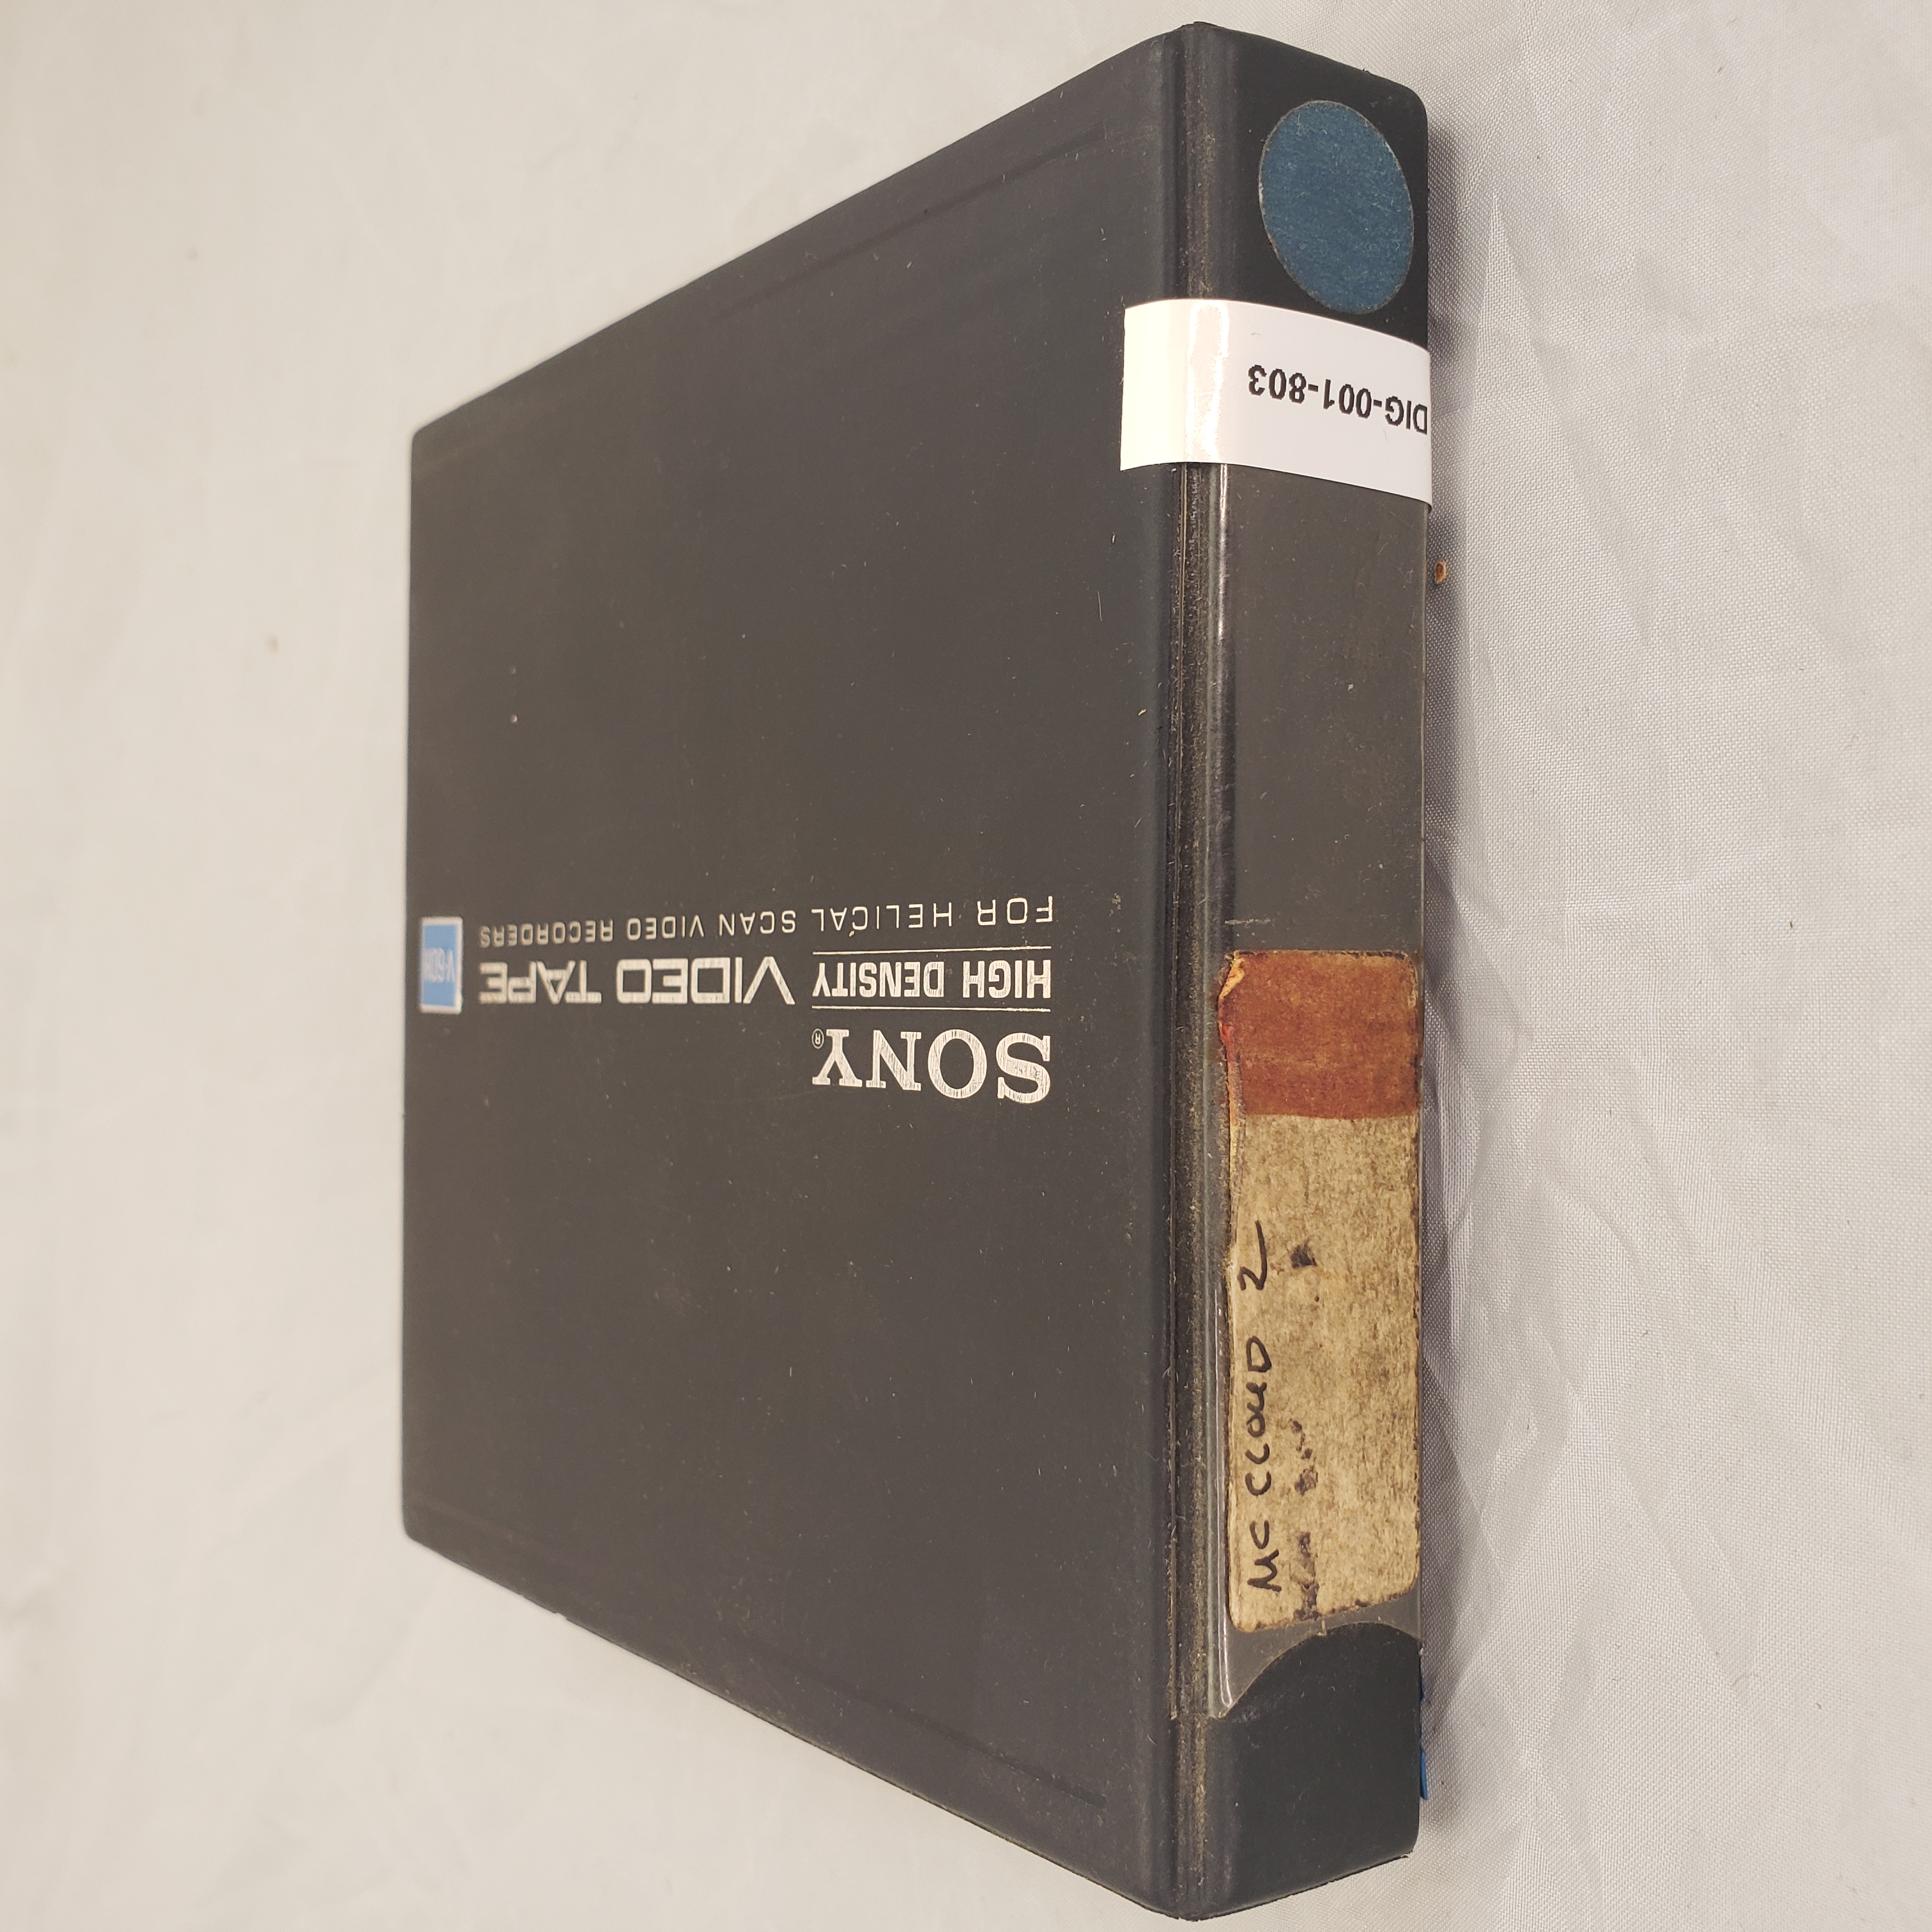 SONY®
HIGH DENSITY VIDEO TAPE
V-60H
FOR HELICAL SCAN VIDEO RECORDERS
DIG-001-803
MC CLOUD 2